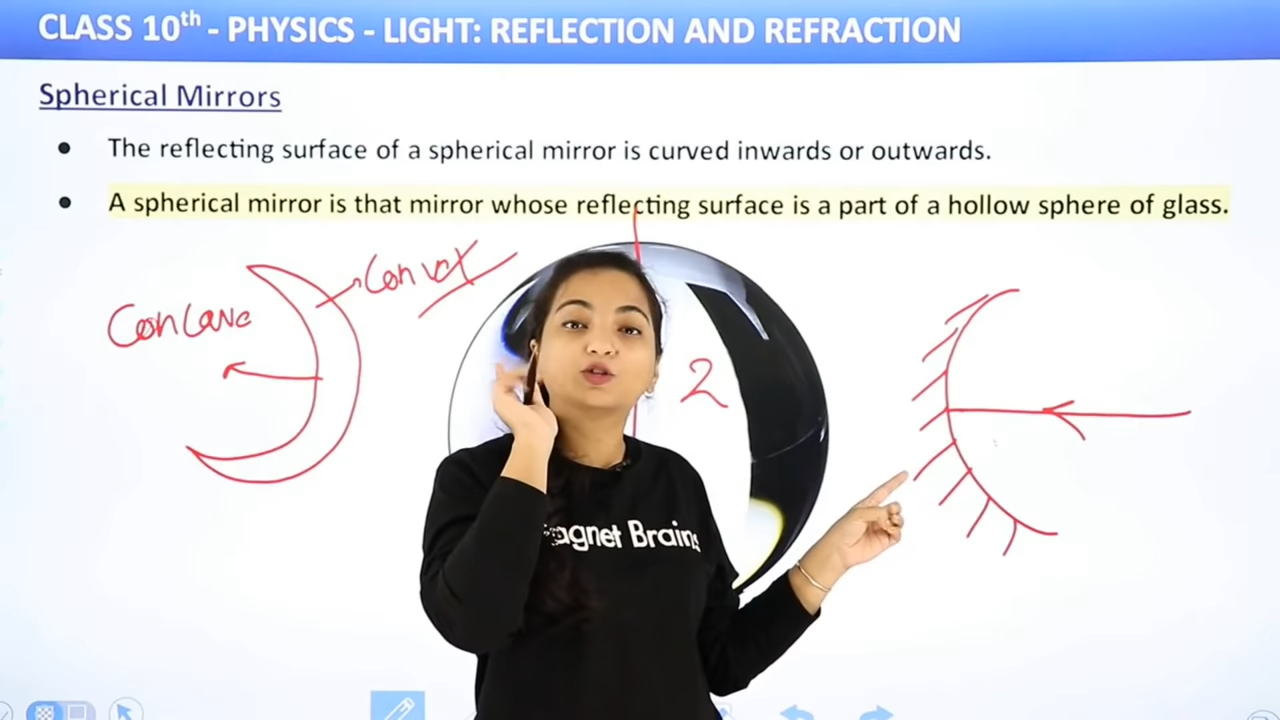 CLASS 10th - PHYSICS - LIGHT: REFLECTION AND REFRACTION
Spherical Mirrors
• The reflecting surface of a spherical mirror is curved inwards or outwards.
• A spherical mirror is that mirror whose reflecting surface is a part of a hollow sphere of glass.
Convex
Concave
2
agnet Brains